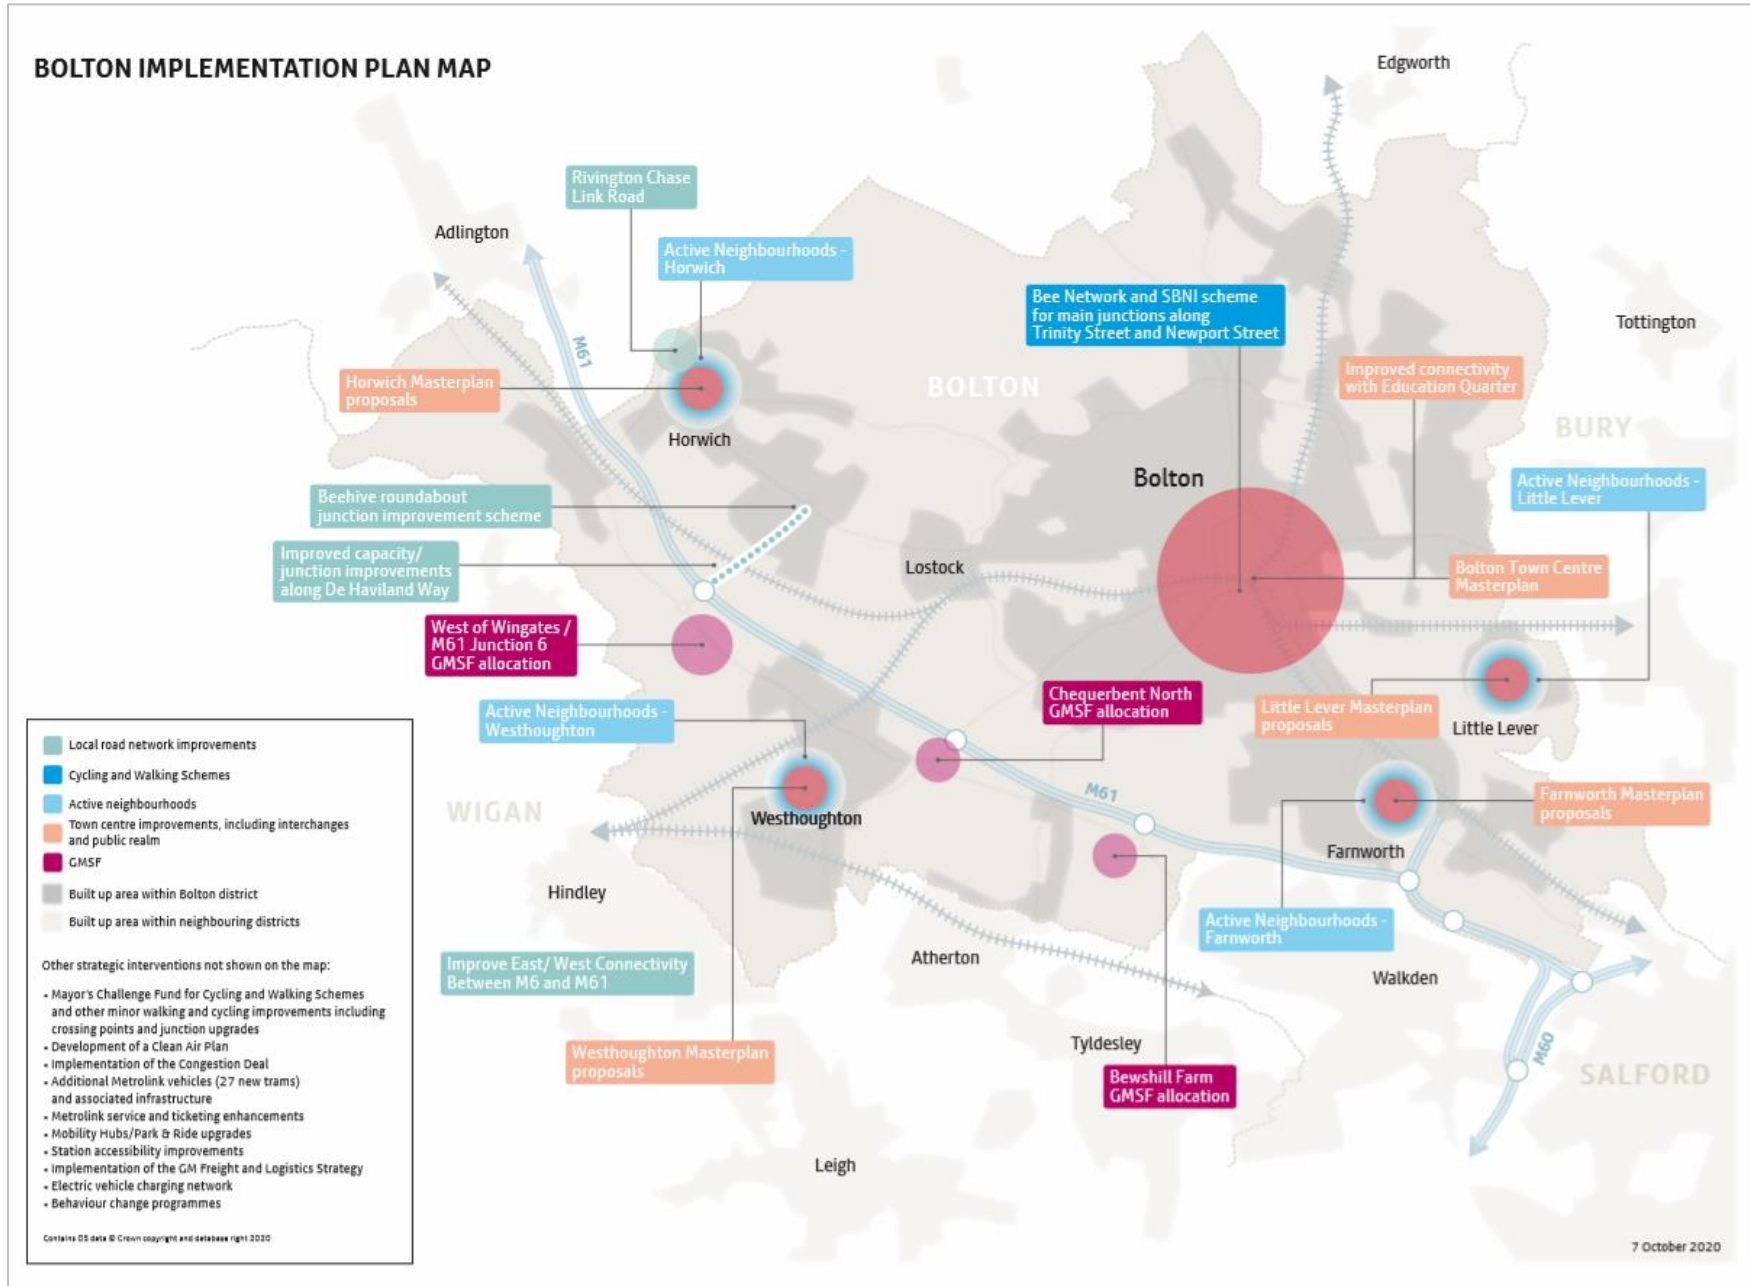 BOLTON IMPLEMENTATION PLAN MAP
Edgworth
Rivington Chase
Link Road
Adlington
Active Neighbourhoods -
Horwich
M61
Bee Network and SBNI scheme
for main junctions along
Trinity Street and Newport Street
Tottington
Horwich Masterplan
proposals
BOLTON
Improved connectivity
with Education Quarter
BURY
Horwich
Bolton
Active Neighbourhoods -
Little Lever
Beehive roundabout
junction improvement scheme
Improved capacity/
junction improvements
along De Haviland Way
Lostock
Bolton Town Centre
Masterplan
West of Wingates /
M61 Junction 6
GMSF allocation
Chequerbent North
GMSF allocation
Little Lever Masterplan
proposals
Little Lever
Active Neighbourhoods -
Westhoughton
WIGAN
M61
Westhoughton
Farnworth Masterplan
proposals
Farnworth
Hindley
Active Neighbourhoods -
Farnworth
Atherton
Walkden
Improve East/ West Connectivity
Between M6 and M61
Westhoughton Masterplan
proposals
Tyldesley
M60
SALFORD
Bewshill Farm
GMSF allocation
Leigh
Local road network improvements
Cycling and Walking Schemes
Active neighbourhoods
Town centre improvements, including interchanges
and public realm
GMSF
Built up area within Bolton district
Built up area within neighbouring districts
Other strategic interventions not shown on the map:
• Mayor's Challenge Fund for Cycling and Walking Schemes
and other minor walking and cycling improvements including
crossing points and junction upgrades
• Development of a Clean Air Plan
• Implementation of the Congestion Deal
• Additional Metrolink vehicles (27 new trams)
and associated infrastructure
• Metrolink service and ticketing enhancements
• Mobility Hubs/Park & Ride upgrades
• Station accessibility improvements
• Implementation of the GM Freight and Logistics Strategy
• Electric vehicle charging network
• Behaviour change programmes
Contains OS data © Crown copyright and database right 2020
7 October 2020